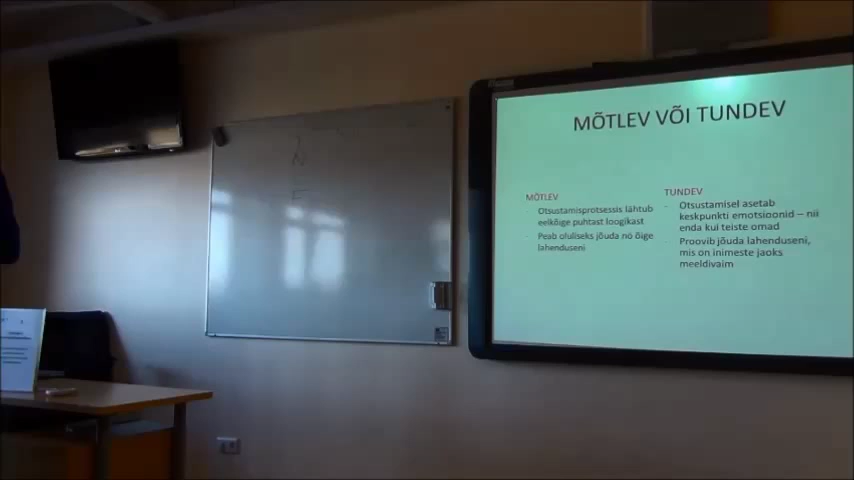 MÕTLEV VÕI TUNDEV
MÕTLEV
- Otsustamisprotsessis lähtub
eelkõige puhtast loogikast
- Peab oluliseks jõuda no õige
lahenduseni
TUNDEV
- Otsustamisel asetab
keskpunkti emotsioonid – nii
enda kui teiste omad
- Proovib jõuda lahenduseni,
mis on inimeste jaoks
meeldivaim
N